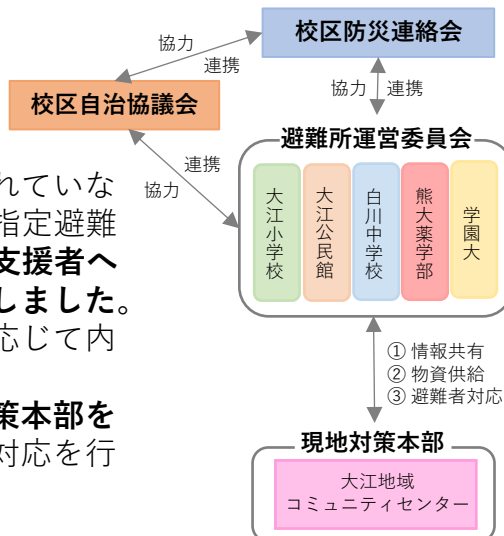 校区防災連絡会
協力
連携
校区自治協議会
協力 連携
避難所運営委員会
連携
協力
大江小学校
大江公民館
白川中学校
熊大薬学部
学園大
れていな
指定避難
支援者へ
しました。
応じて内
策本部を
対応を行
① 情報共有
② 物資供給
③ 避難者対応
現地対策本部
大江地域
コミュニティセンター